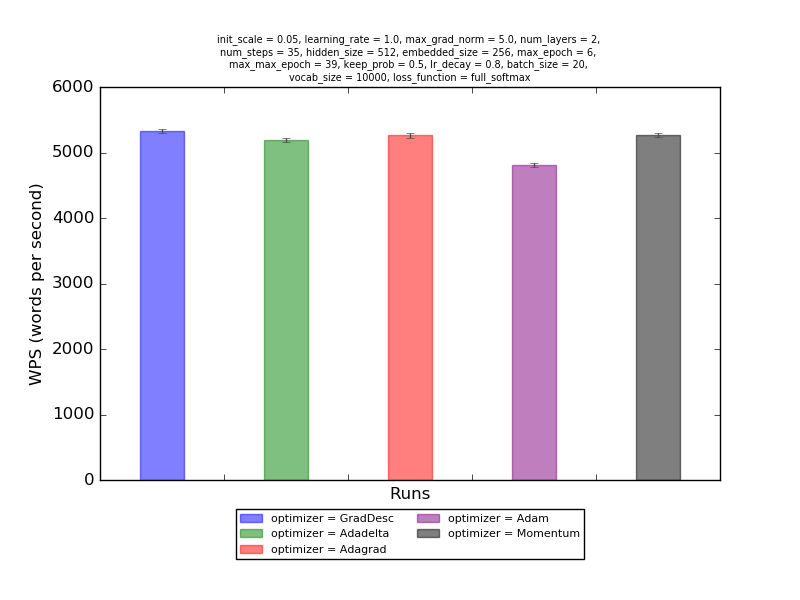 init_scale = 0.05, learning_rate = 1.0, max_grad_norm = 5.0, num_layers = 2,
num_steps = 35, hidden_size = 512, embedded_size = 256, max_epoch = 6,
max_max_epoch = 39, keep_prob = 0.5, lr_decay = 0.8, batch_size = 20,
vocab_size = 10000, loss_function = full_softmax
6000
5000
4000
3000
2000
1000
0
WPS (words per second)
Runs
optimizer = GradDesc
optimizer = Adadelta
optimizer = Adagrad
optimizer = Adam
optimizer = Momentum